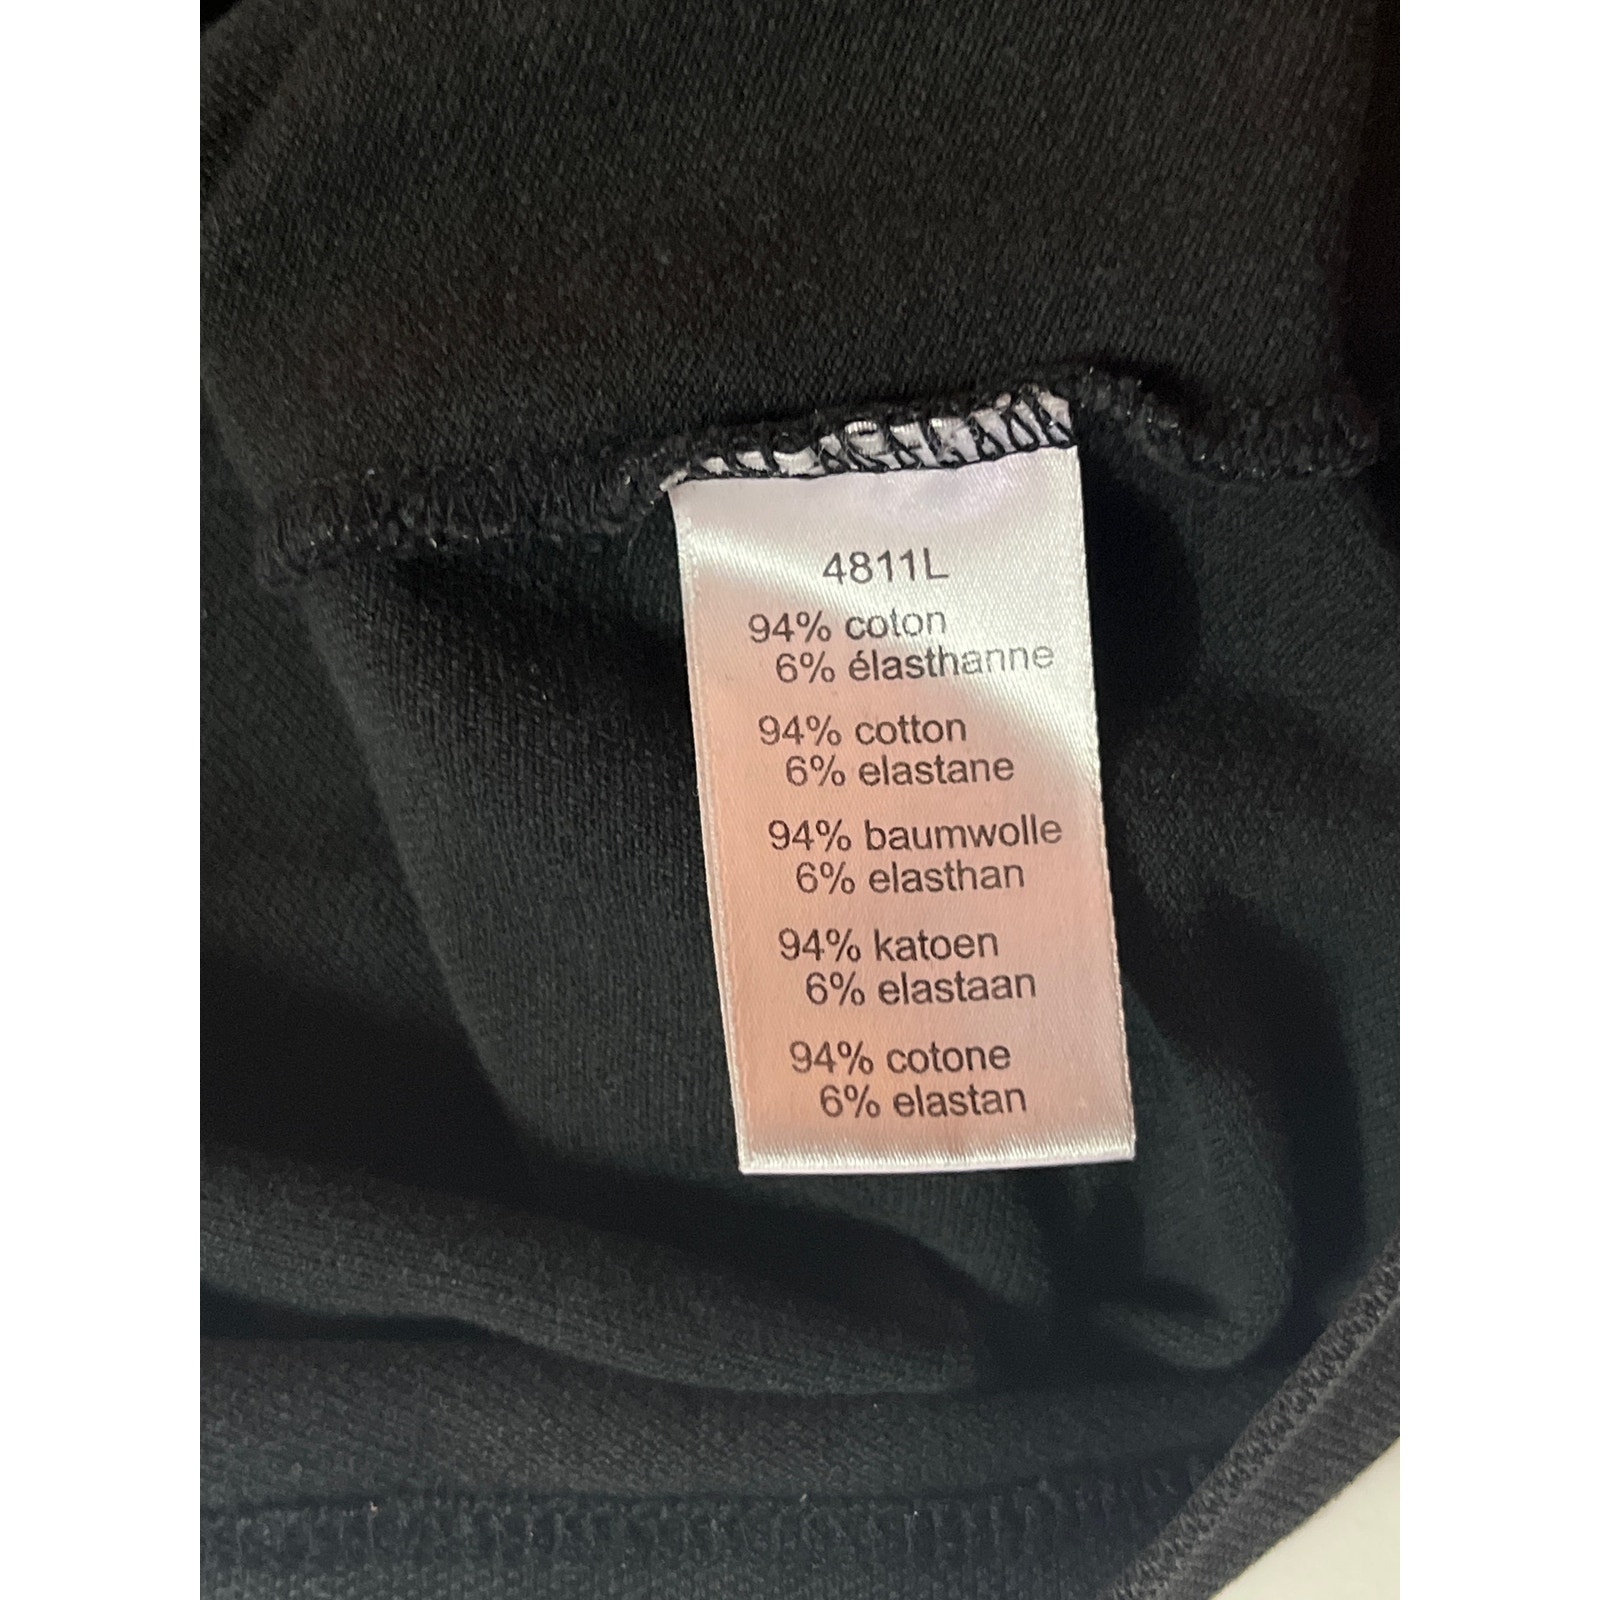 4811L
94% coton
6% élasthanne
94% cotton
6% elastane
94% baumwolle
6% elasthan
94% katoen
6% elastaan
94% cotone
6% elastan